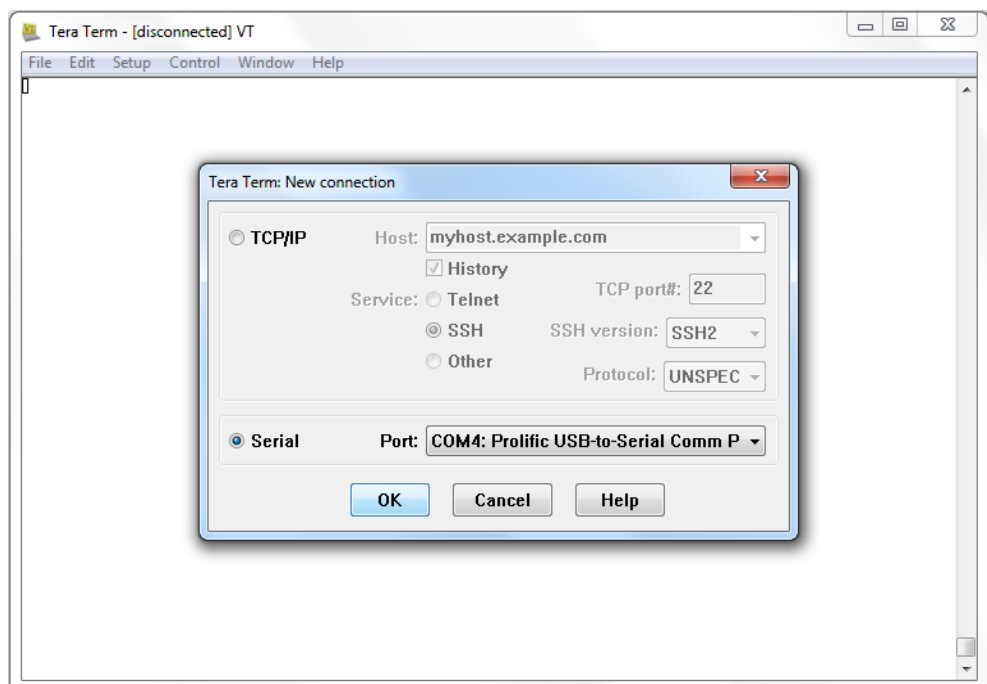 Tera Term - [disconnected] VT
File Edit Setup Control Window Help
Tera Term: New connection
TCP/IP Host: myhost.example.com
History
Service: Telnet TCP port#: 22
SSH SSH version: SSH2
Other Protocol: UNSPEC
Serial Port: COM4: Prolific USB-to-Serial Comm P
OK Cancel Help